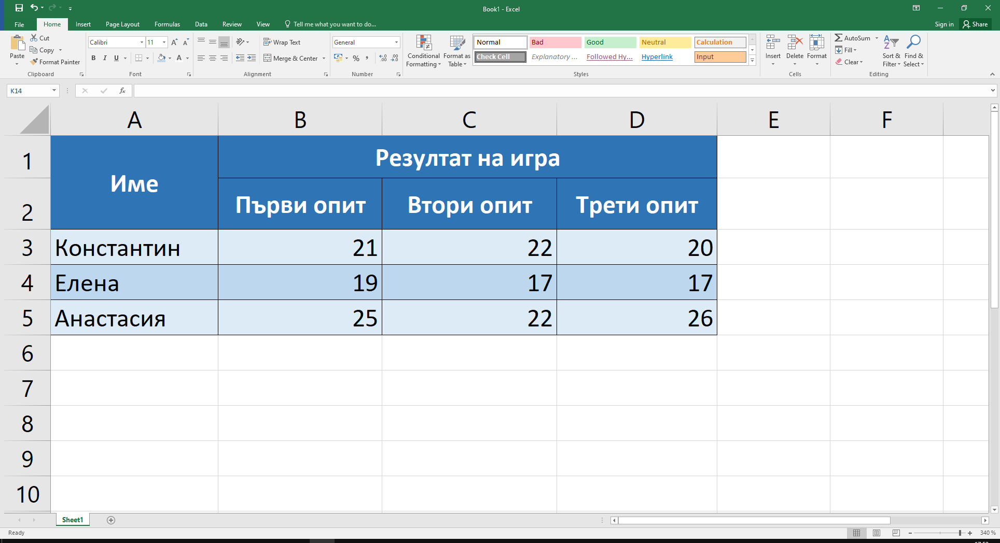 Book1 - Excel
File Home Insert Page Layout Formulas Data Review View Tell me what you want to do... Sign in Share
Paste Cut Copy Format Painter
Calibri 11
B I U A
Wrap Text
Merge & Center
General
% ,
Conditional Formatting Format as Table
Normal Bad Good Neutral Calculation
Check Cell Explanatory ... Followed Hy... Hyperlink Input
Insert Delete Format
AutoSum Fill Clear
Sort & Filter Find & Select
Clipboard Font Alignment Number Styles Cells Editing
K14 fx
A B C D E F
1 Име Резултат на игра
2 Първи опит Втори опит Трети опит
3 Константин 21 22 20
4 Елена 19 17 17
5 Анастасия 25 22 26
6
7
8
9
10
Sheet1
Ready 340 %